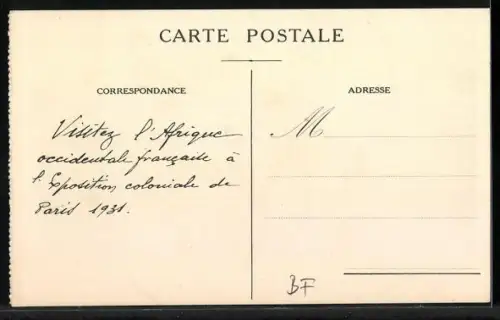 CARTE POSTALE
CORRESPONDANCE
ADRESSE
Visitez l'Afrique
occidentale française à
l'Exposition coloniale de
Paris 1931.
M
BF